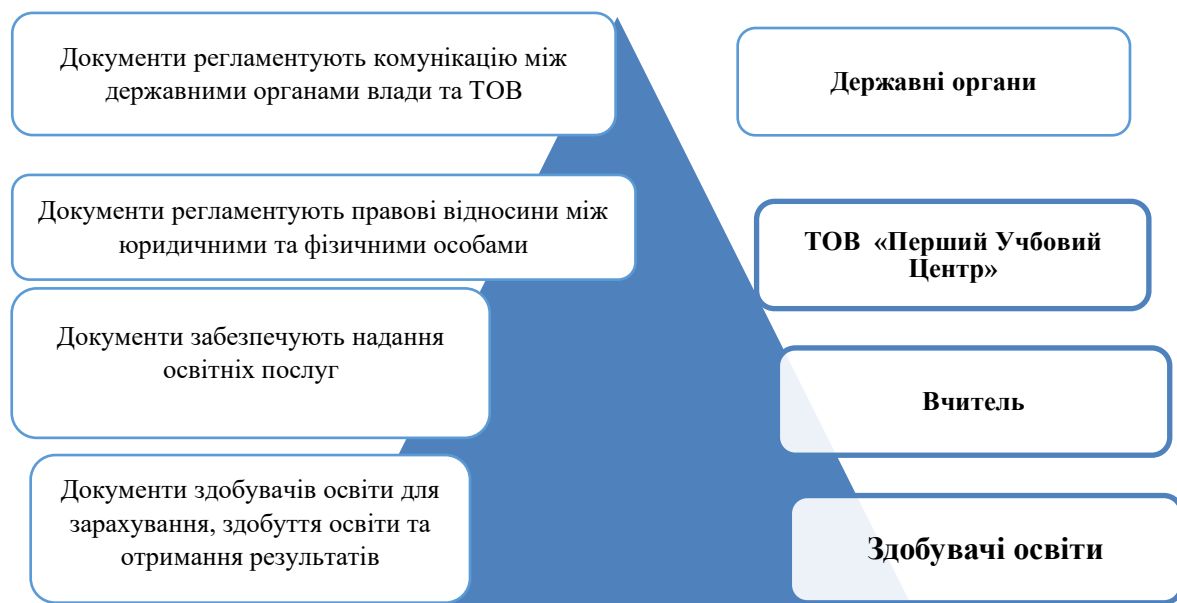 Документи регламентують комунікацію між
державними органами влади та ТОВ
Державні органи
Документи регламентують правові відносини між
юридичними та фізичними особами
ТОВ «Перший Учбовий
Центр»
Документи забезпечують надання
освітніх послуг
Вчитель
Документи здобувачів освіти для
зарахування, здобуття освіти та
отримання результатів
Здобувачі освіти